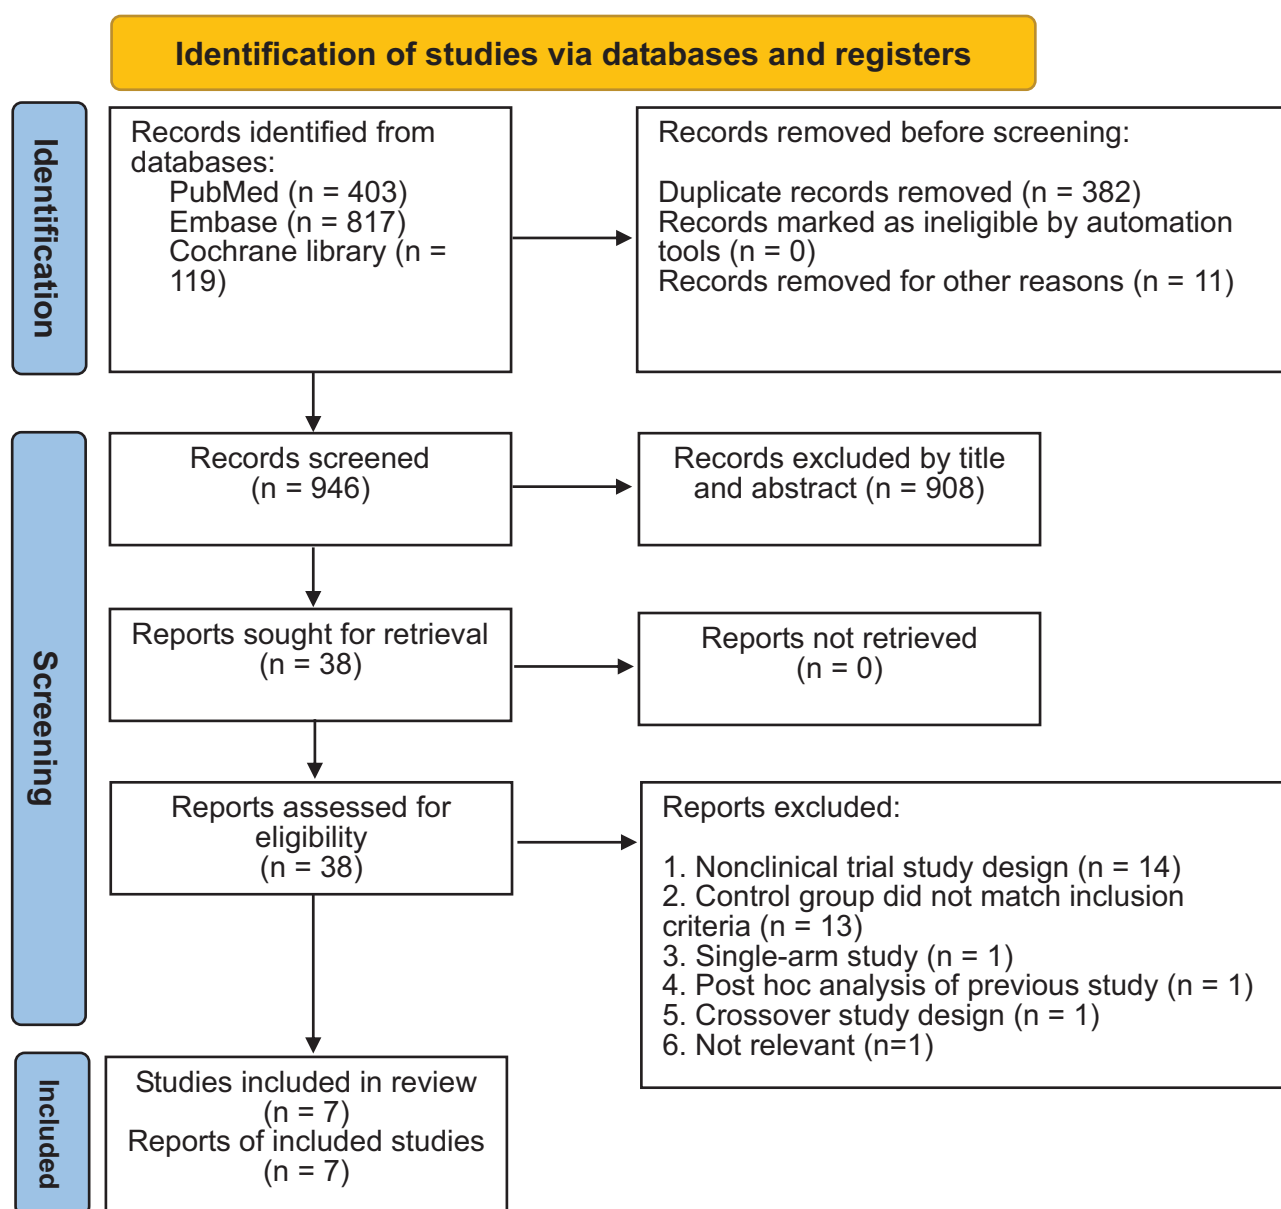 Identification of studies via databases and registers
Identification
Records identified from
databases:
PubMed (n = 403)
Embase (n = 817)
Cochrane library (n =
119)
Records removed before screening:
Duplicate records removed (n = 382)
Records marked as ineligible by automation
tools (n = 0)
Records removed for other reasons (n = 11)
Screening
Records screened
(n = 946)
Records excluded by title
and abstract (n = 908)
Reports sought for retrieval
(n = 38)
Reports not retrieved
(n = 0)
Reports assessed for
eligibility
(n = 38)
Reports excluded:
1. Nonclinical trial study design (n = 14)
2. Control group did not match inclusion
criteria (n = 13)
3. Single-arm study (n = 1)
4. Post hoc analysis of previous study (n = 1)
5. Crossover study design (n = 1)
6. Not relevant (n=1)
Included
Studies included in review
(n = 7)
Reports of included studies
(n = 7)